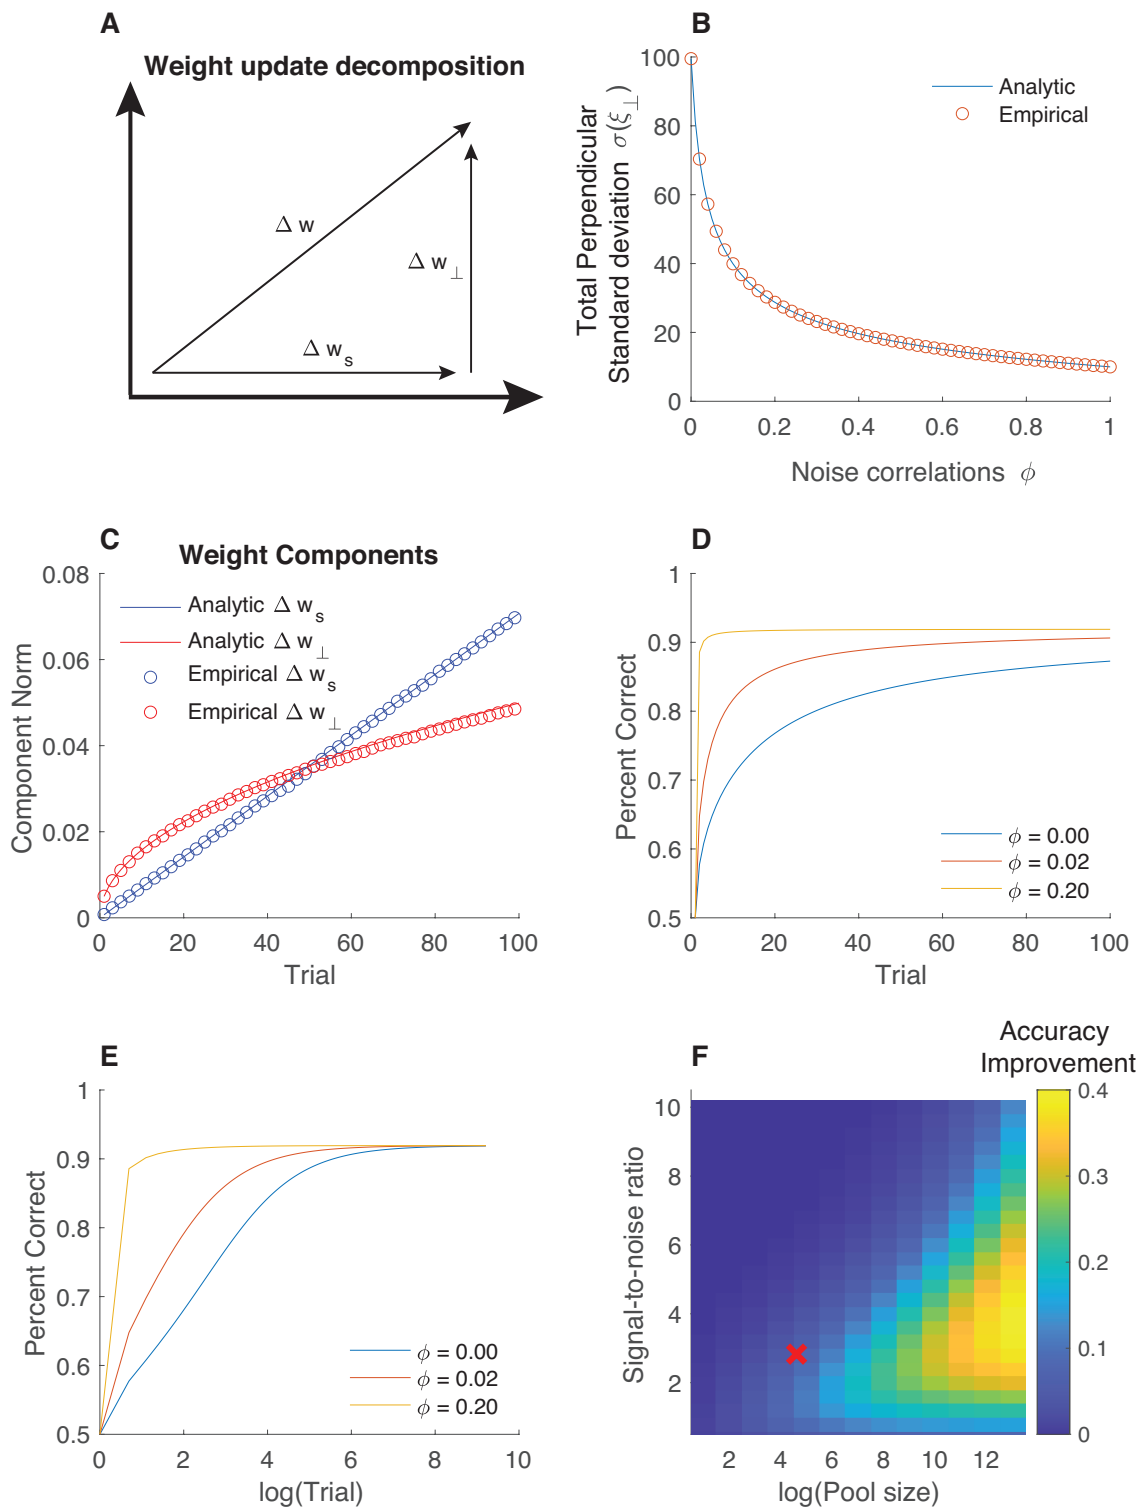 A
Weight update decomposition
Δ w
Δ w⊥
Δ ws
B
Total Perpendicular
Standard deviation σ(ξ⊥)
100
80
60
40
20
0
0 0.2 0.4 0.6 0.8 1
Noise correlations ϕ
Analytic
Empirical
C
Weight Components
Component Norm
0.08
0.06
0.04
0.02
0
0 20 40 60 80 100
Trial
Analytic Δ ws
Analytic Δ w⊥
Empirical Δ ws
Empirical Δ w⊥
D
Percent Correct
1
0.9
0.8
0.7
0.6
0.5
0 20 40 60 80 100
Trial
ϕ = 0.00
ϕ = 0.02
ϕ = 0.20
E
Percent Correct
1
0.9
0.8
0.7
0.6
0.5
0 2 4 6 8 10
log(Trial)
ϕ = 0.00
ϕ = 0.02
ϕ = 0.20
F
Accuracy
Improvement
Signal-to-noise ratio
10
8
6
4
2
2 4 6 8 10 12
log(Pool size)
0.4
0.3
0.2
0.1
0